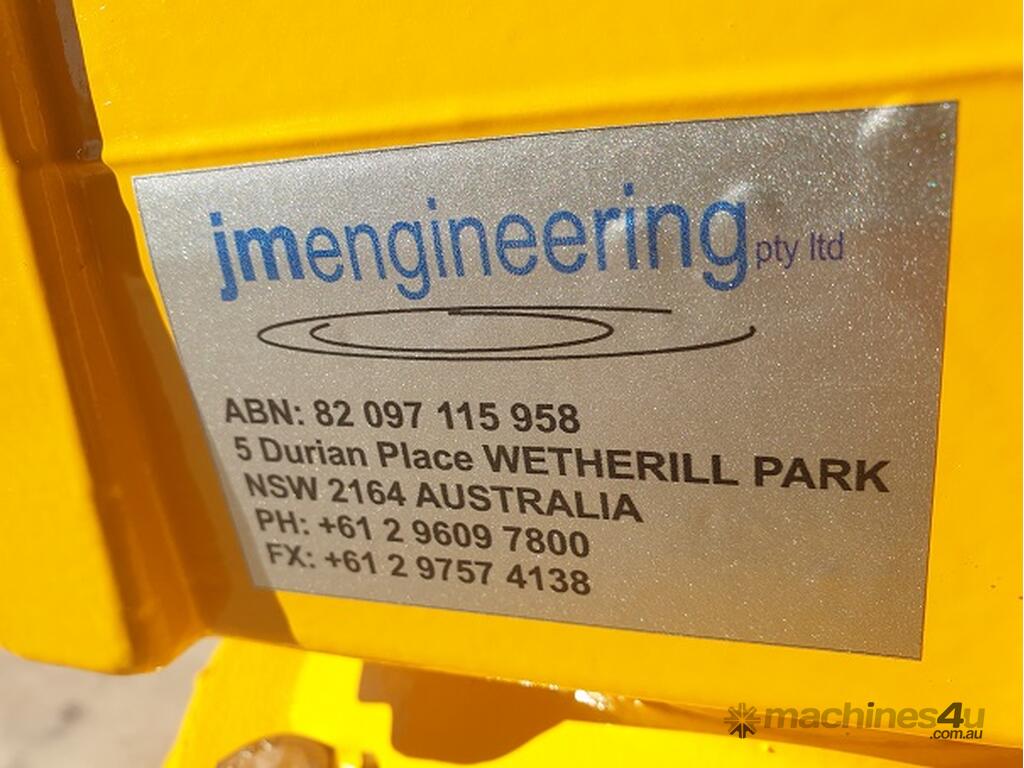 jmengineering pty ltd
ABN: 82 097 115 958
5 Durian Place WETHERILL PARK
NSW 2164 AUSTRALIA
PH: +61 2 9609 7800
FX: +61 2 9757 4138
machines4u
.com.au